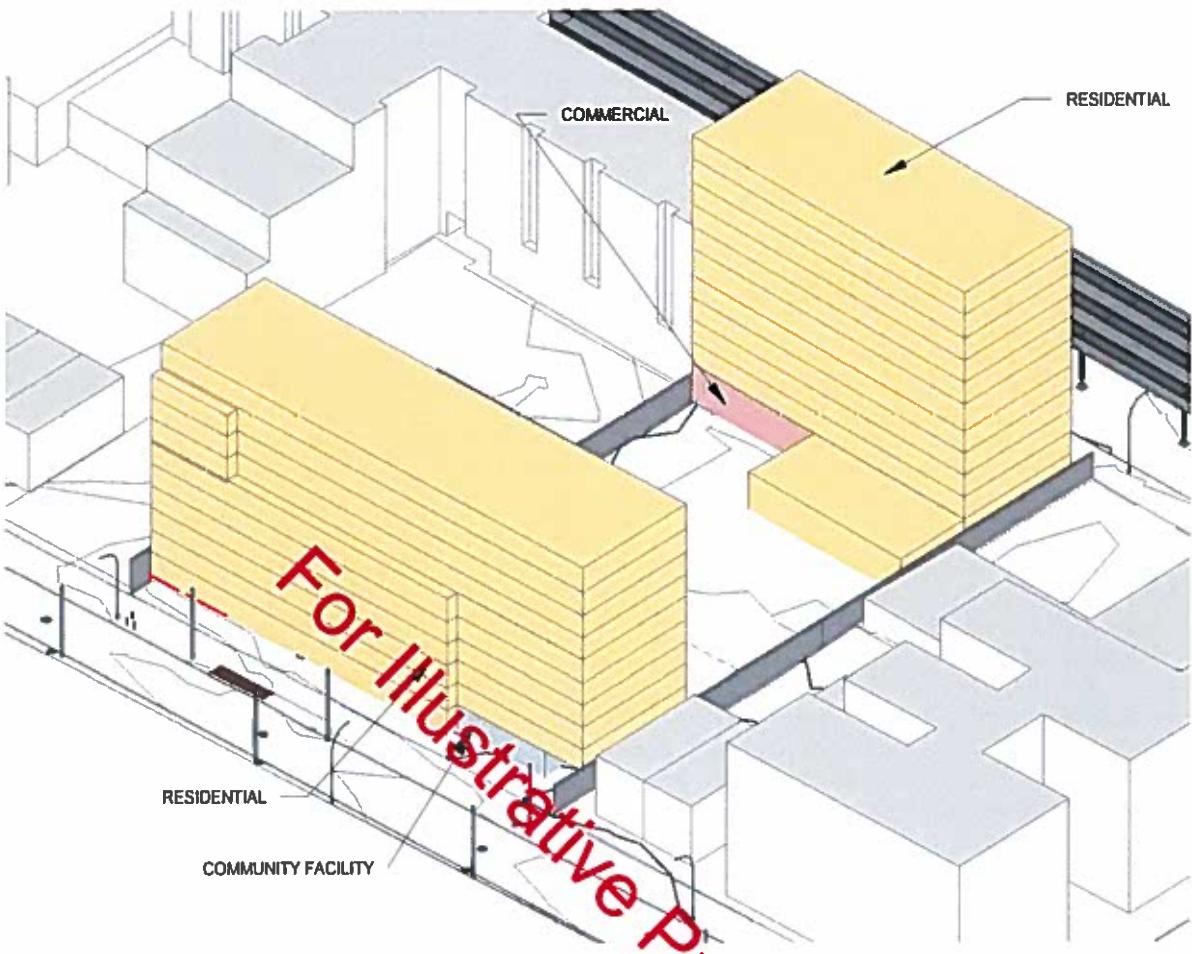 COMMERCIAL
RESIDENTIAL
For Illustrative P
RESIDENTIAL
COMMUNITY FACILITY